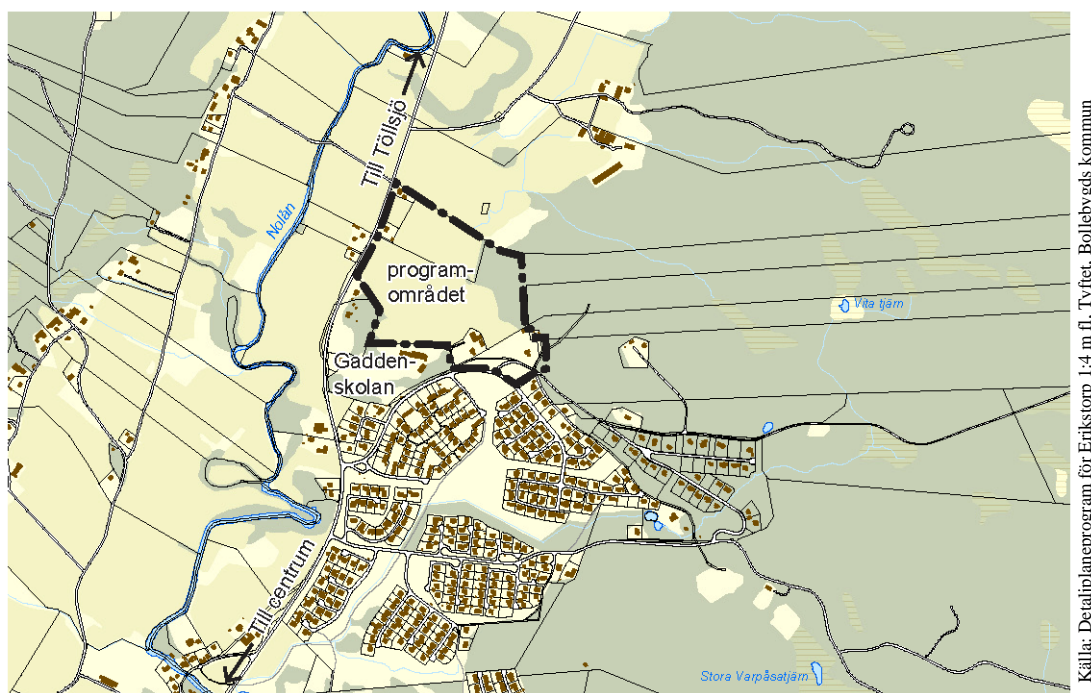 Till Töllsjö
Nolån
program-
området
Vita tjärn
Gadden-
skolan
Till centrum
Stora Varpåsatjärn
Källa: Detaljplaneprogram för Erikstorp 1:4 m fl, Tyftet, Bollebygds kommun